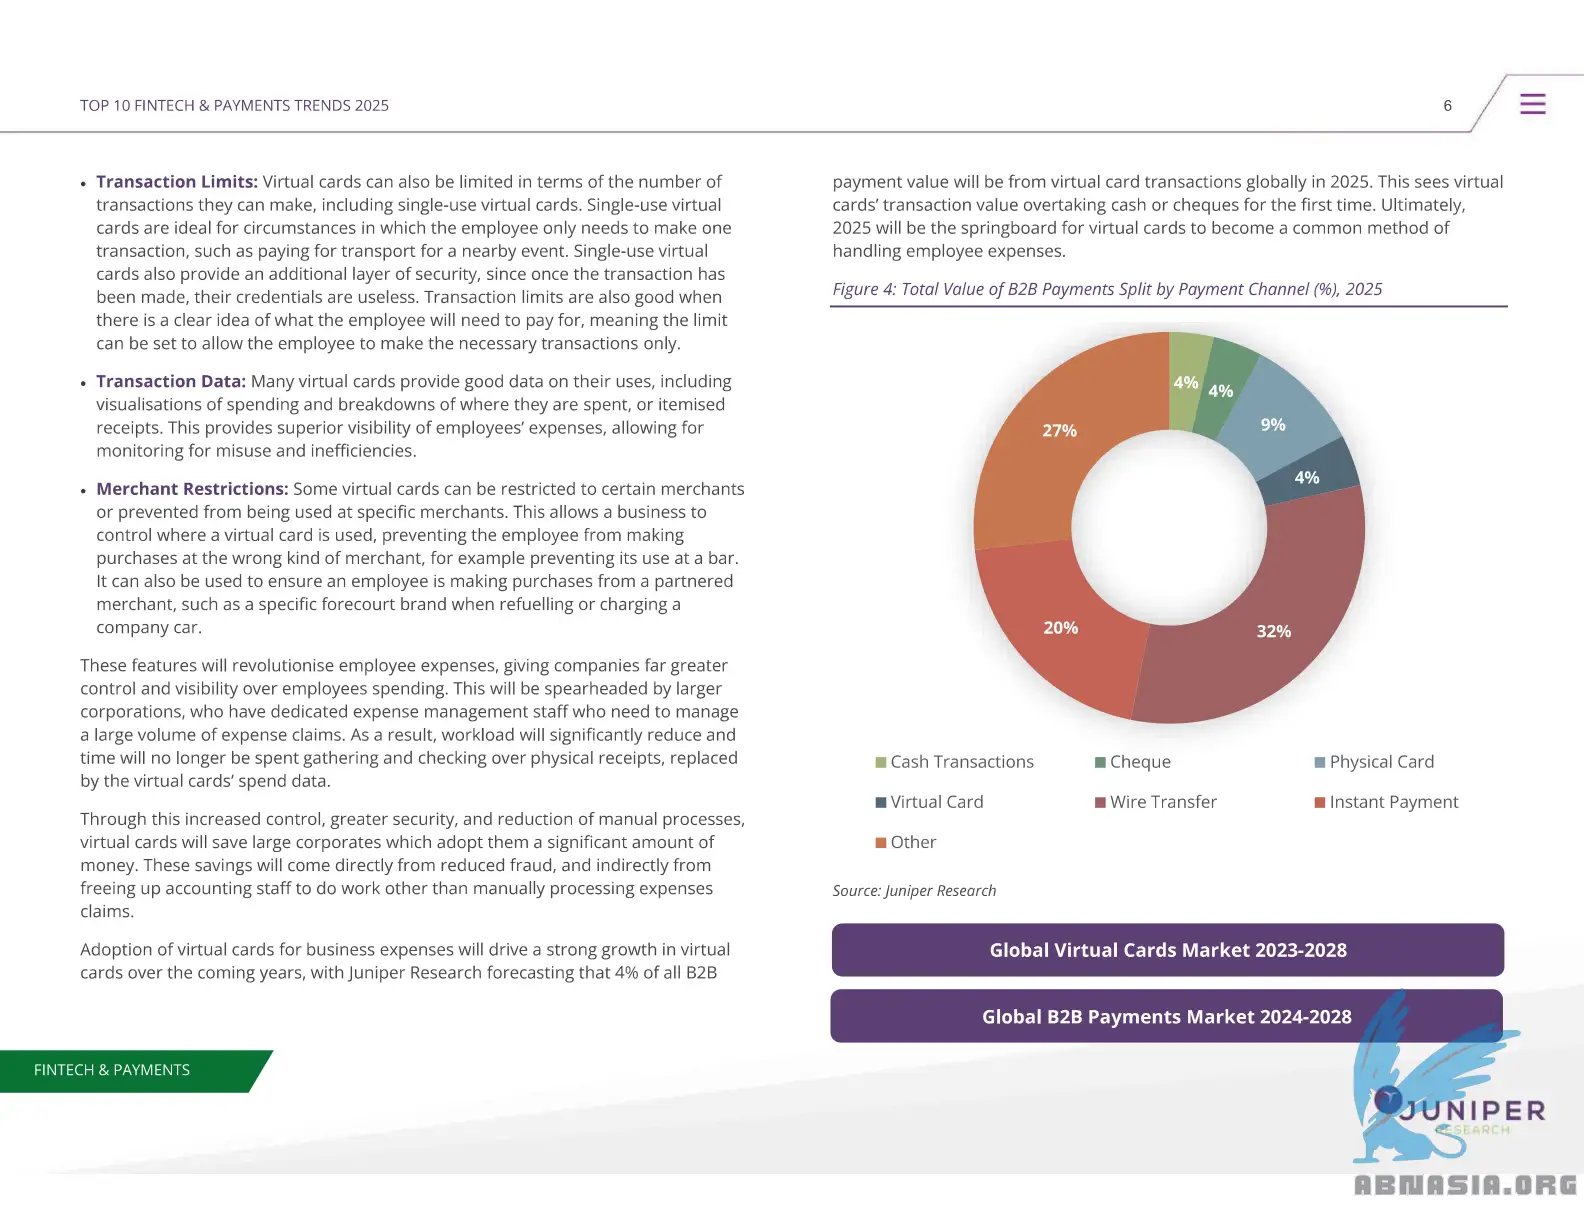 TOP 10 FINTECH & PAYMENTS TRENDS 2025
6
• Transaction Limits: Virtual cards can also be limited in terms of the number of
transactions they can make, including single-use virtual cards. Single-use virtual
cards are ideal for circumstances in which the employee only needs to make one
transaction, such as paying for transport for a nearby event. Single-use virtual
cards also provide an additional layer of security, since once the transaction has
been made, their credentials are useless. Transaction limits are also good when
there is a clear idea of what the employee will need to pay for, meaning the limit
can be set to allow the employee to make the necessary transactions only.
• Transaction Data: Many virtual cards provide good data on their uses, including
visualisations of spending and breakdowns of where they are spent, or itemised
receipts. This provides superior visibility of employees’ expenses, allowing for
monitoring for misuse and inefficiencies.
• Merchant Restrictions: Some virtual cards can be restricted to certain merchants
or prevented from being used at specific merchants. This allows a business to
control where a virtual card is used, preventing the employee from making
purchases at the wrong kind of merchant, for example preventing its use at a bar.
It can also be used to ensure an employee is making purchases from a partnered
merchant, such as a specific forecourt brand when refuelling or charging a
company car.
These features will revolutionise employee expenses, giving companies far greater
control and visibility over employees spending. This will be spearheaded by larger
corporations, who have dedicated expense management staff who need to manage
a large volume of expense claims. As a result, workload will significantly reduce and
time will no longer be spent gathering and checking over physical receipts, replaced
by the virtual cards’ spend data.
Through this increased control, greater security, and reduction of manual processes,
virtual cards will save large corporates which adopt them a significant amount of
money. These savings will come directly from reduced fraud, and indirectly from
freeing up accounting staff to do work other than manually processing expenses
claims.
Adoption of virtual cards for business expenses will drive a strong growth in virtual
cards over the coming years, with Juniper Research forecasting that 4% of all B2B
payment value will be from virtual card transactions globally in 2025. This sees virtual
cards’ transaction value overtaking cash or cheques for the first time. Ultimately,
2025 will be the springboard for virtual cards to become a common method of
handling employee expenses.
Figure 4: Total Value of B2B Payments Split by Payment Channel (%), 2025
4%
4%
9%
4%
32%
20%
27%
Cash Transactions
Cheque
Physical Card
Virtual Card
Wire Transfer
Instant Payment
Other
Source: Juniper Research
Global Virtual Cards Market 2023-2028
Global B2B Payments Market 2024-2028
FINTECH & PAYMENTS
JUNIPER
RESEARCH
ABNASIA.ORG